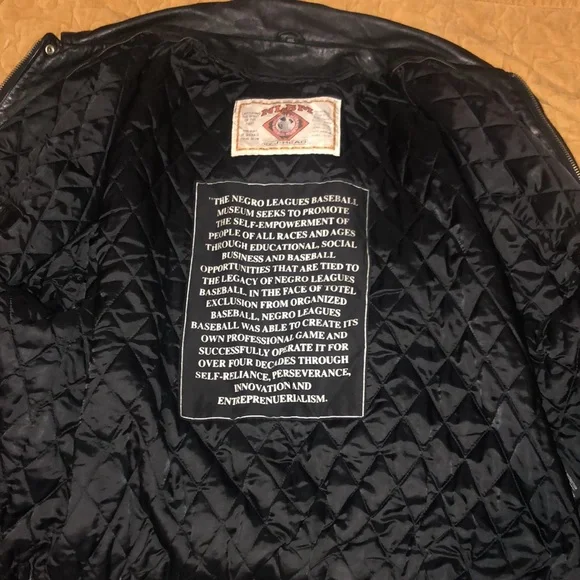 NLBM
"THE NEGRO LEAGUES BASEBALL
MUSEUM SEEKS TO PROMOTE
THE SELF-EMPOWERMENT OF
PEOPLE OF ALL RACES AND AGES
THROUGH EDUCATIONAL, SOCIAL
BUSINESS AND BASEBALL
OPPORTUNITIES THAT ARE TIED TO
THE LEGACY OF NEGRO LEAGUES
BASEBALL. IN THE FACE OF TOTEL
EXCLUSION FROM ORGANIZED
BASEBALL, NEGRO LEAGUES
BASEBALL WAS ABLE TO CREATE ITS
OWN PROFESSIONAL GAME AND
SUCCESSFULLY OPERATE IT FOR
OVER FOUR DECADES THROUGH
SELF-RELIANCE, PERSEVERANCE,
INNOVATION AND
ENTREPRENUERIALISM.